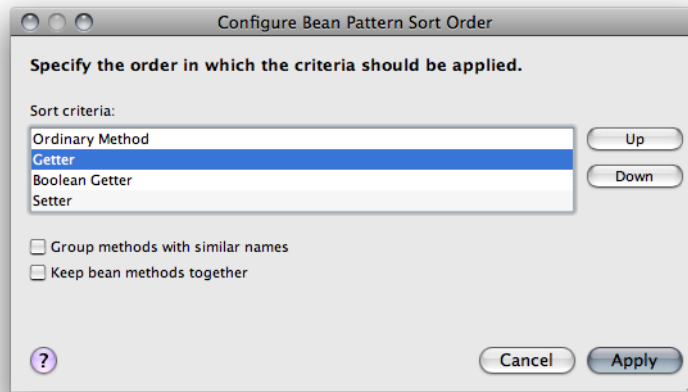 Configure Bean Pattern Sort Order
Specify the order in which the criteria should be applied.
Sort criteria:
Ordinary Method
Getter
Boolean Getter
Setter
Up
Down
Group methods with similar names
Keep bean methods together
?
Cancel
Apply